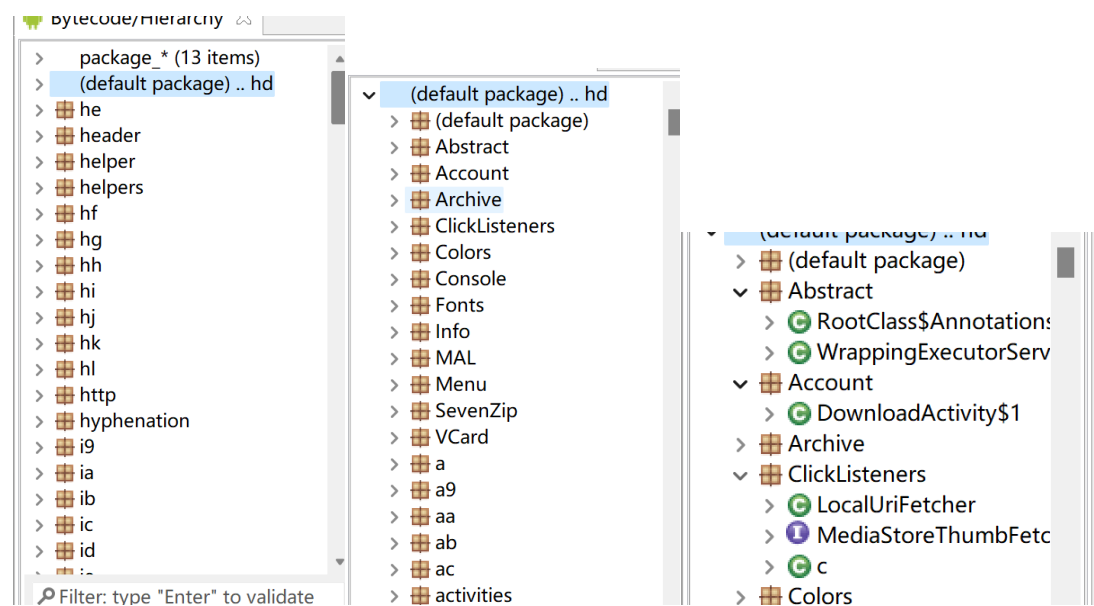 Bytecode/Hierarchy
package_* (13 items)
(default package) .. hd
he
header
helper
helpers
hf
hg
hh
hi
hj
hk
hl
http
hyphenation
i9
ia
ib
ic
id
Filter: type "Enter" to validate
(default package) .. hd
(default package)
Abstract
Account
Archive
ClickListeners
Colors
Console
Fonts
Info
MAL
Menu
SevenZip
VCard
a
a9
aa
ab
ac
activities
(default package) .. hd
(default package)
Abstract
RootClass$Annotations
WrappingExecutorServ
Account
DownloadActivity$1
Archive
ClickListeners
LocalUriFetcher
MediaStoreThumbFetc
c
Colors